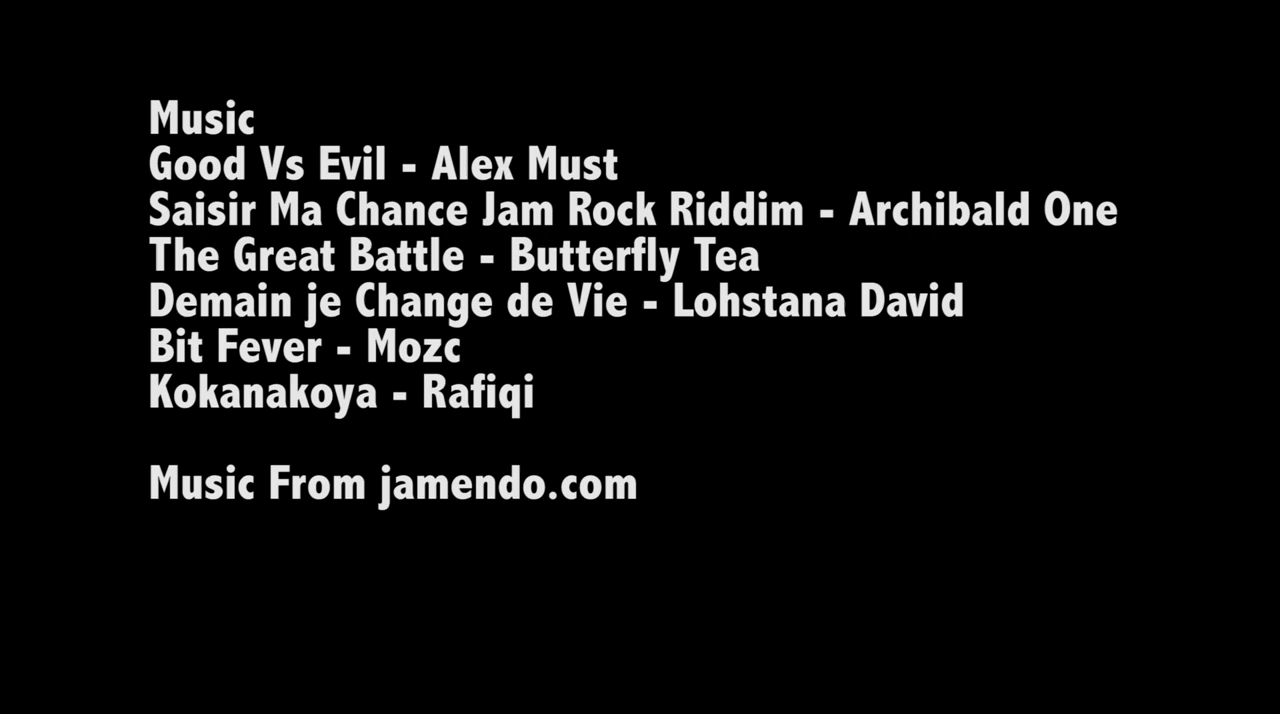 Music
Good Vs Evil - Alex Must
Saisir Ma Chance Jam Rock Riddim - Archibald One
The Great Battle - Butterfly Tea
Demain je Change de Vie - Lohstana David
Bit Fever - Mozc
Kokanakoya - Rafiqi
Music From jamendo.com